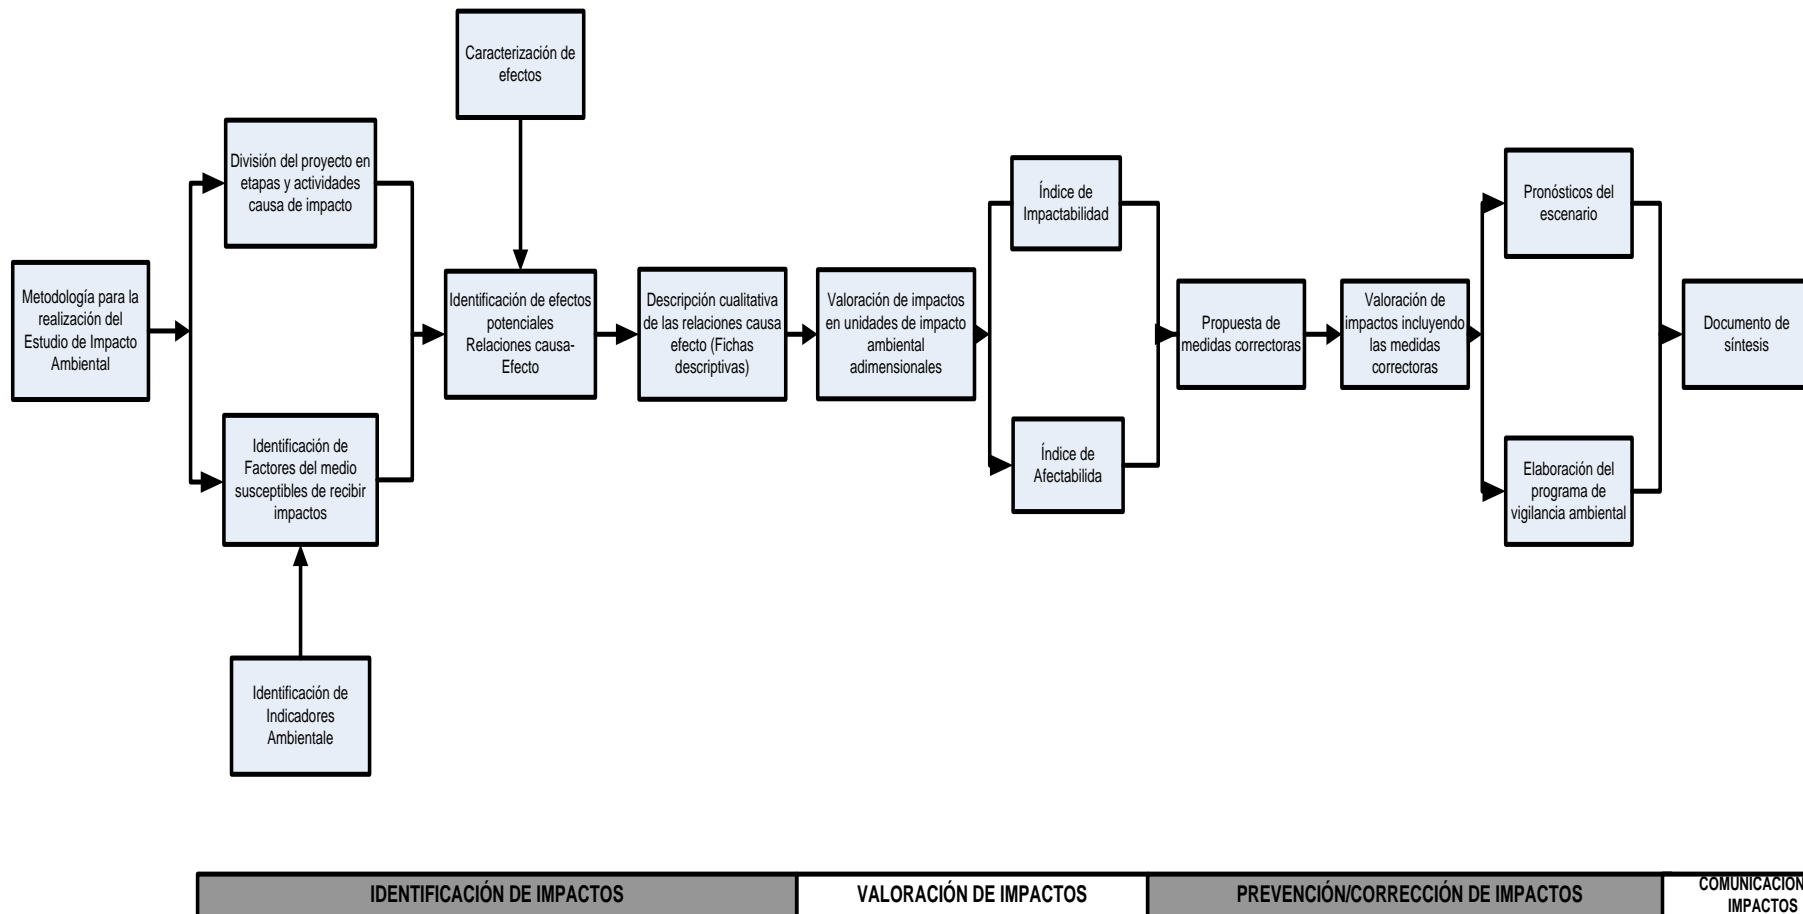 Caracterización de
efectos
División del proyecto en
etapas y actividades
causa de impacto
Índice de
Impactabilidad
Pronósticos del
escenario
Metodología para la
realización del
Estudio de Impacto
Ambiental
Identificación de efectos
potenciales
Relaciones causa-
Efecto
Descripción cualitativa
de las relaciones causa
efecto (Fichas
descriptivas)
Valoración de impactos
en unidades de impacto
ambiental
adimensionales
Propuesta de
medidas correctoras
Valoración de
impactos incluyendo
las medidas
correctoras
Documento de
síntesis
Identificación de
Factores del medio
susceptibles de recibir
impactos
Índice de
Afectabilida
Elaboración del
programa de
vigilancia ambiental
Identificación de
Indicadores
Ambientale
IDENTIFICACIÓN DE IMPACTOS
VALORACIÓN DE IMPACTOS
PREVENCIÓN/CORRECCIÓN DE IMPACTOS
COMUNICACIÓN
IMPACTOS